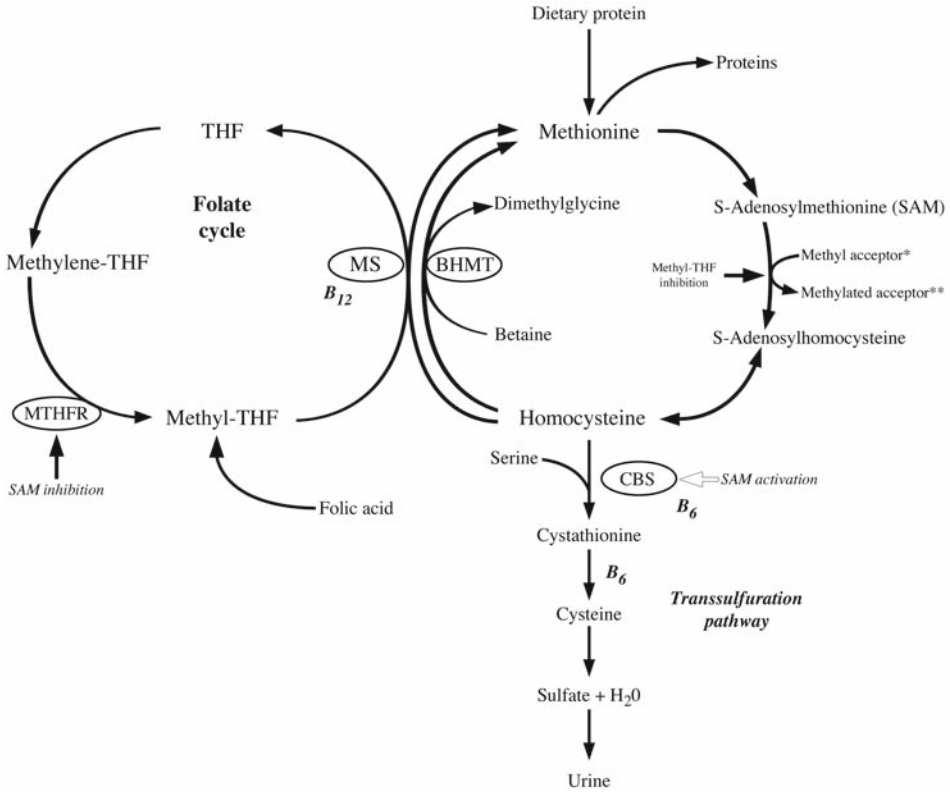 Dietary protein
Proteins
THF
Methionine
Folate
cycle
Dimethylglycine
S-Adenosylmethionine (SAM)
Methylene-THF
MS
BHMT
Methyl-THF
inhibition
Methyl acceptor*
Methylated acceptor**
B12
Betaine
S-Adenosylhomocysteine
MTHFR
Methyl-THF
Homocysteine
Serine
CBS
SAM activation
SAM inhibition
Folic acid
B6
Cystathionine
B6
Transsulfuration
pathway
Cysteine
Sulfate + H20
Urine